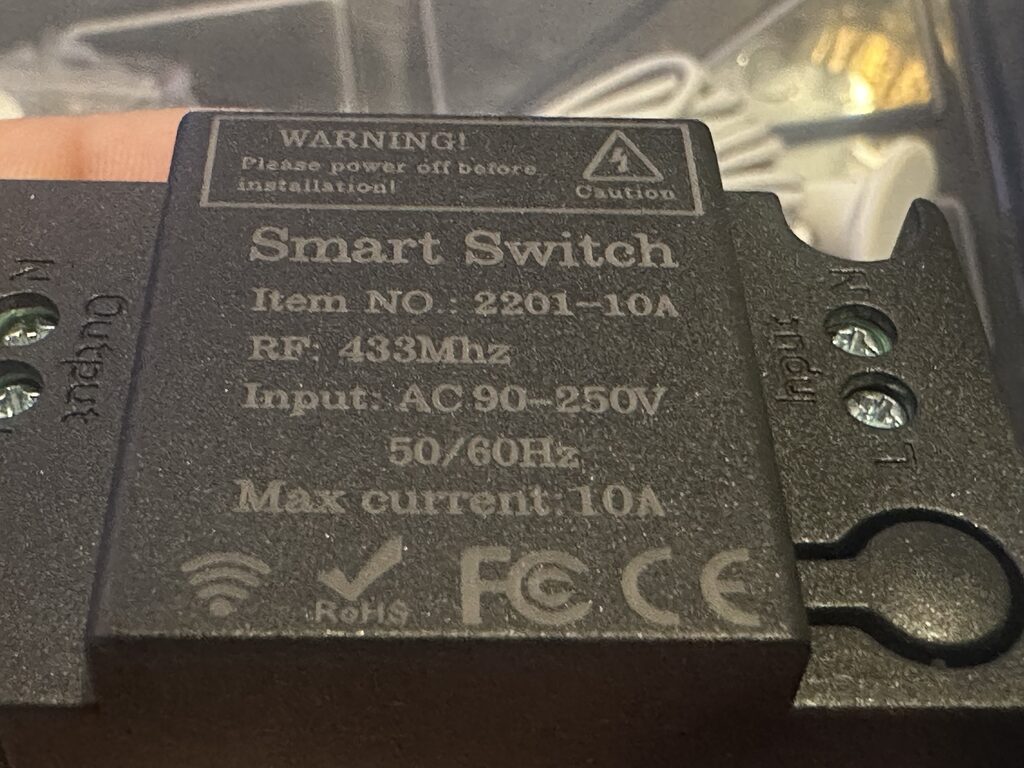 WARNING!
Please power off before
installation!
Caution
Smart Switch
Item NO.: 2201-10A
RF: 433Mhz
Input: AC 90-250V
50/60Hz
Max current: 10A
RoHS
FC CE
N
Output
N
Input
L